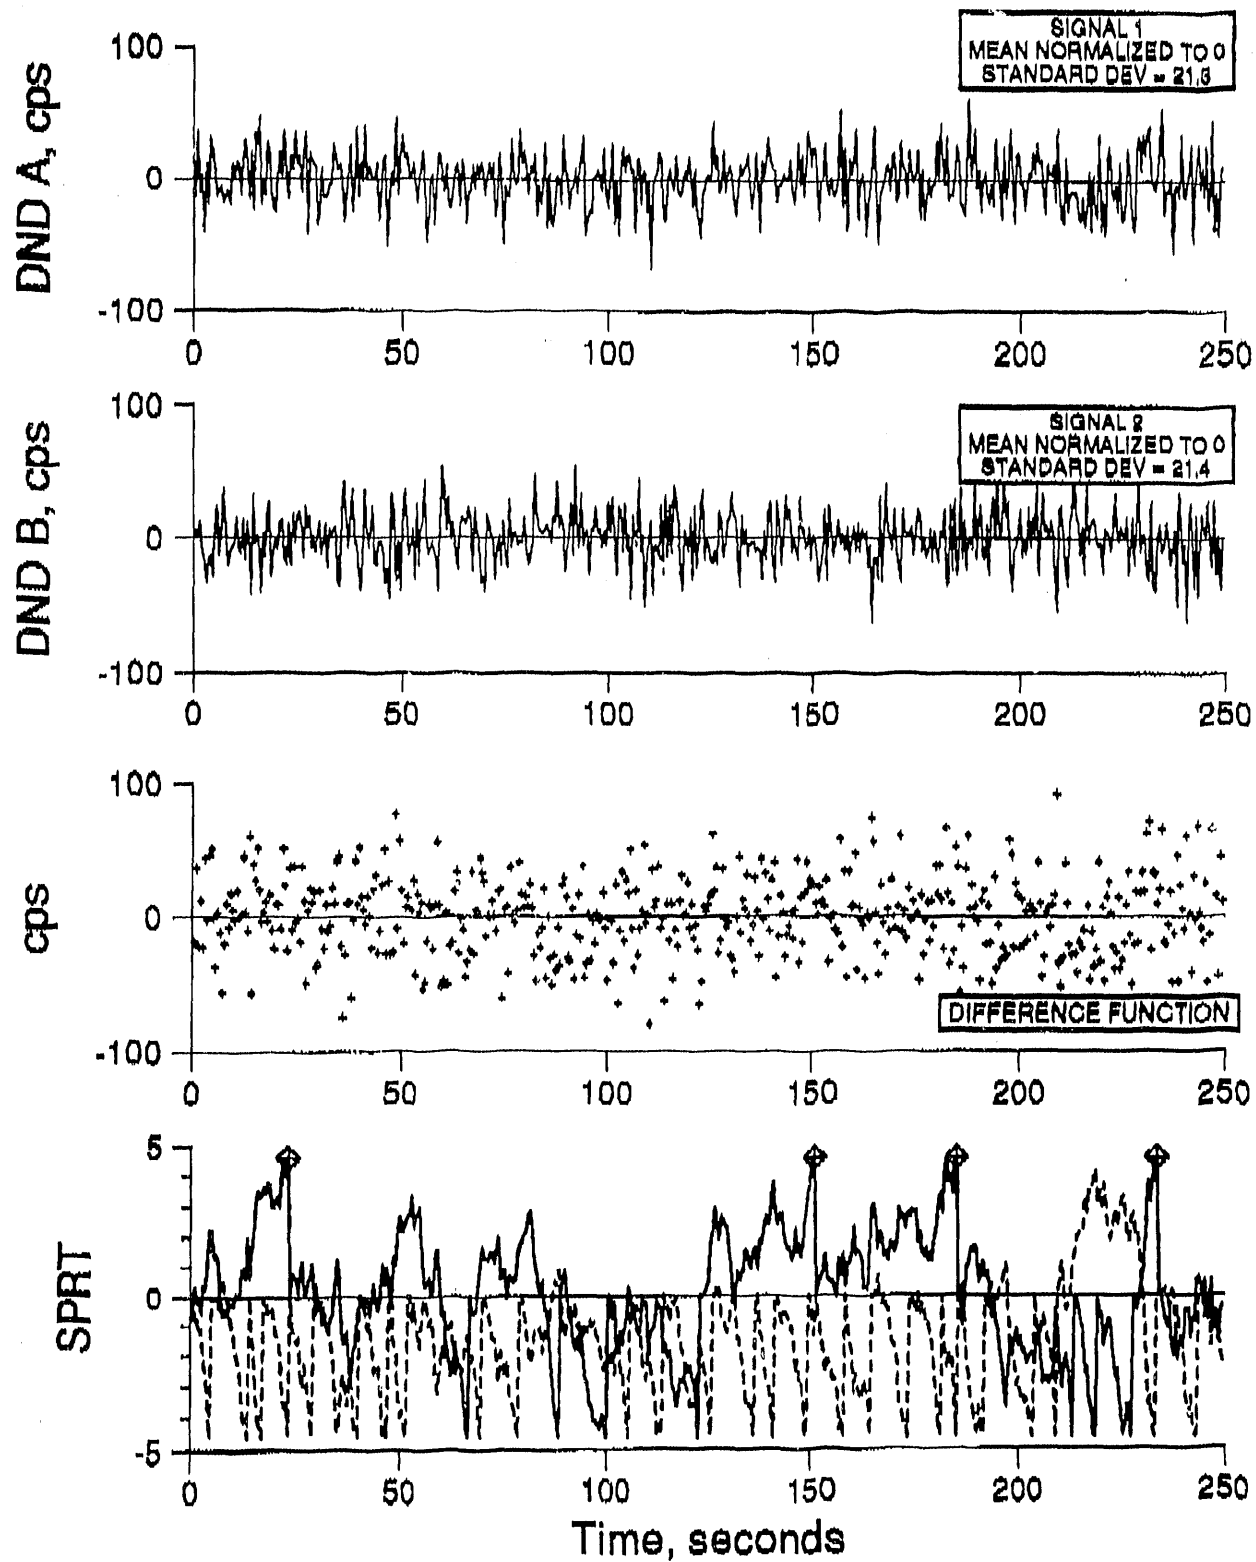 SIGNAL 1
MEAN NORMALIZED TO 0
STANDARD DEV = 21.3
100
0
-100
DND A, cps
0 50 100 150 200 250
SIGNAL 2
MEAN NORMALIZED TO 0
STANDARD DEV = 21.4
100
0
-100
DND B, cps
0 50 100 150 200 250
100
0
-100
cps
DIFFERENCE FUNCTION
0 50 100 150 200 250
5
0
-5
SPRT
0 50 100 150 200 250
Time, seconds